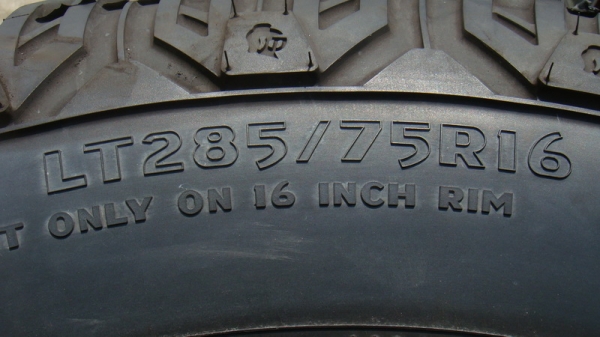 LT285/75R16
T ONLY ON 16 INCH RIM